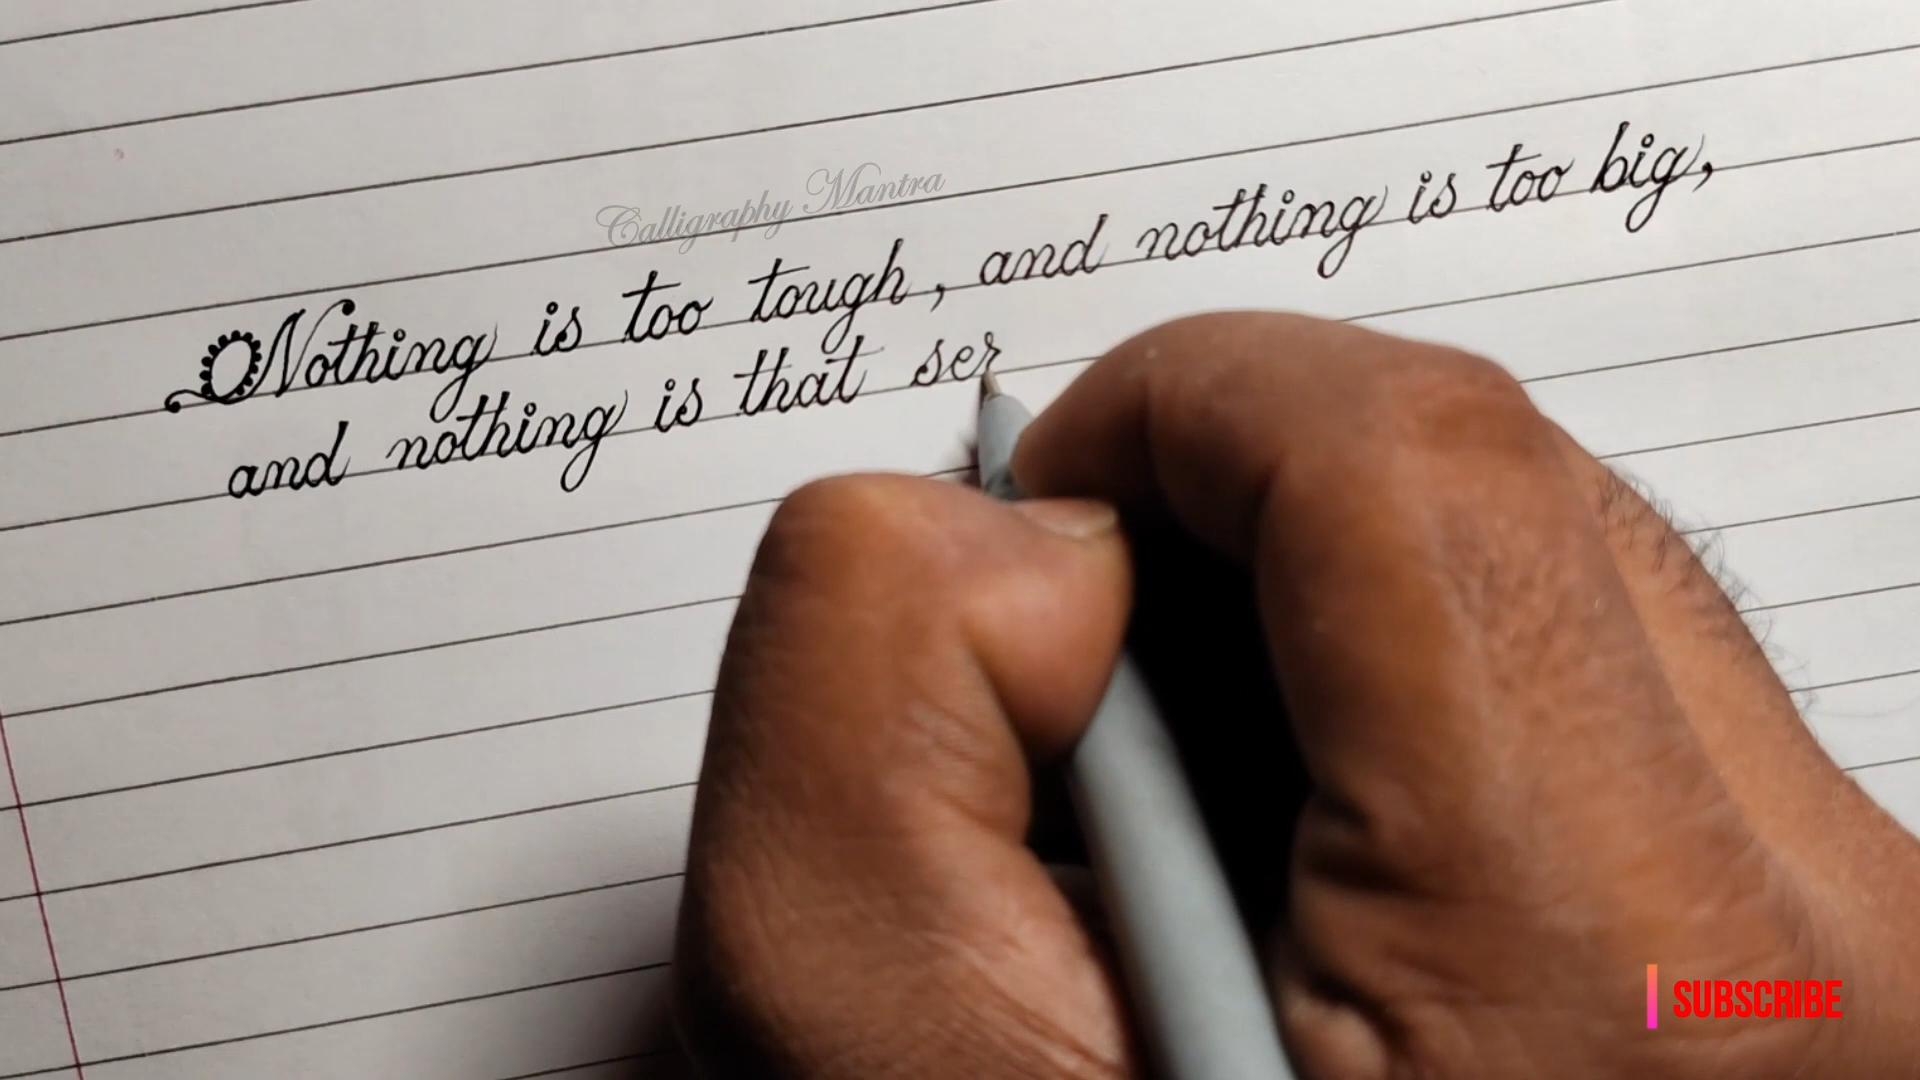 Calligraphy Mantra
Nothing is too tough, and nothing is too big,
and nothing is that ser
SUBSCRIBE